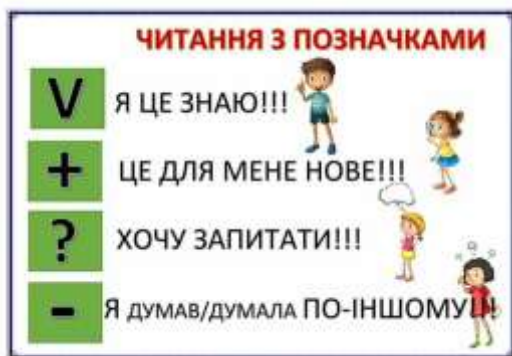 ЧИТАННЯ З ПОЗНАЧКАМИ
V Я ЦЕ ЗНАЮ!!!
+ ЦЕ ДЛЯ МЕНЕ НОВЕ!!!
? ХОЧУ ЗАПИТАТИ!!!
- Я ДУМАВ/ДУМАЛА ПО-ІНШОМУ!!!